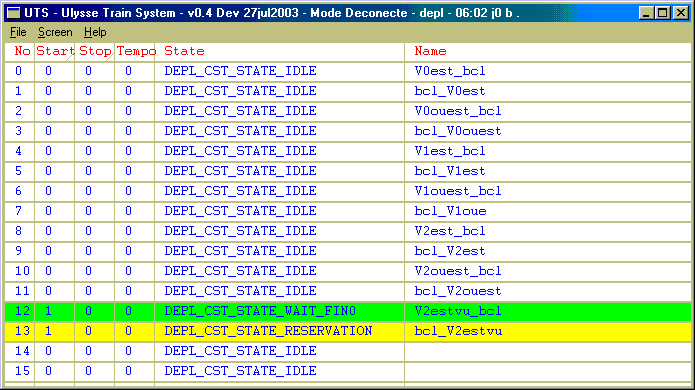 UTS - Ulysse Train System - v0.4 Dev 27jul2003 - Mode Deconecte - depl - 06:02 j0 b .
File Screen Help
No Start Stop Tempo State Name
0 0 0 0 DEPL_CST_STATE_IDLE V0est_bcl
1 0 0 0 DEPL_CST_STATE_IDLE bcl_V0est
2 0 0 0 DEPL_CST_STATE_IDLE V0ouest_bcl
3 0 0 0 DEPL_CST_STATE_IDLE bcl_V0ouest
4 0 0 0 DEPL_CST_STATE_IDLE V1est_bcl
5 0 0 0 DEPL_CST_STATE_IDLE bcl_V1est
6 0 0 0 DEPL_CST_STATE_IDLE V1ouest_bcl
7 0 0 0 DEPL_CST_STATE_IDLE bcl_V1oue
8 0 0 0 DEPL_CST_STATE_IDLE V2est_bcl
9 0 0 0 DEPL_CST_STATE_IDLE bcl_V2est
10 0 0 0 DEPL_CST_STATE_IDLE V2ouest_bcl
11 0 0 0 DEPL_CST_STATE_IDLE bcl_V2ouest
12 1 0 0 DEPL_CST_STATE_WAIT_FIN0 V2estvu_bcl
13 1 0 0 DEPL_CST_STATE_RESERVATION bcl_V2estvu
14 0 0 0 DEPL_CST_STATE_IDLE
15 0 0 0 DEPL_CST_STATE_IDLE